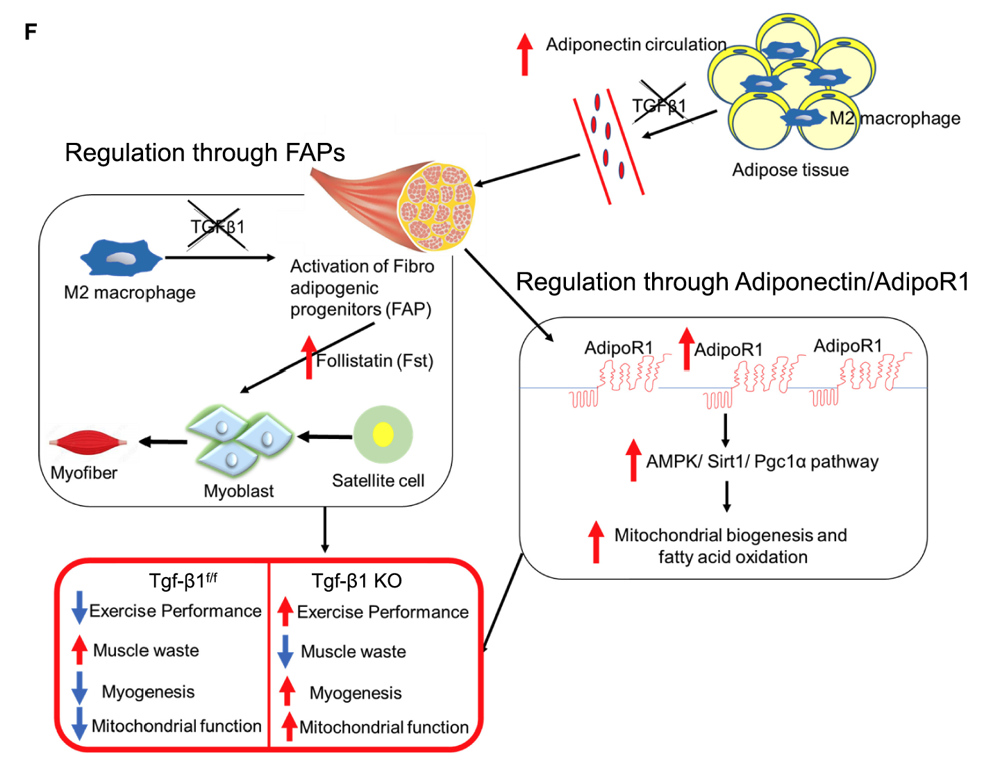 F
Adiponectin circulation
TGFβ1
M2 macrophage
Adipose tissue
Regulation through FAPs
TGFβ1
M2 macrophage
Activation of Fibro
adipogenic
progenitors (FAP)
Follistatin (Fst)
Myofiber
Myoblast
Satellite cell
Regulation through Adiponectin/AdipoR1
AdipoR1
AdipoR1
AdipoR1
AMPK/ Sirt1/ Pgc1α pathway
Mitochondrial biogenesis and
fatty acid oxidation
Tgf-β1f/f
Exercise Performance
Muscle waste
Myogenesis
Mitochondrial function
Tgf-β1 KO
Exercise Performance
Muscle waste
Myogenesis
Mitochondrial function